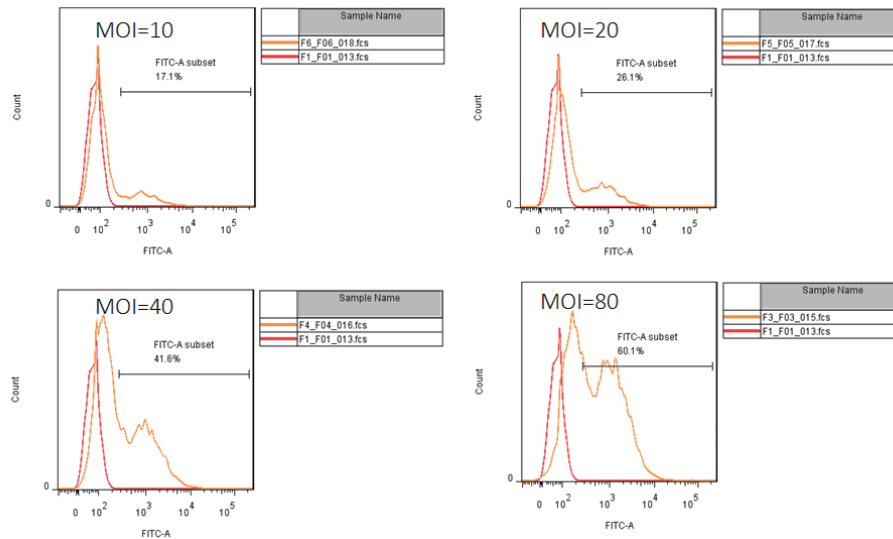 MOI=10
Sample Name
F6_F06_018.fcs
F1_F01_013.fcs
FITC-A subset
17.1%
Count
0
0 10^2 10^3 10^4 10^5
FITC-A
MOI=20
Sample Name
F5_F05_017.fcs
F1_F01_013.fcs
FITC-A subset
26.1%
Count
0
0 10^2 10^3 10^4 10^5
FITC-A
MOI=40
Sample Name
F4_F04_016.fcs
F1_F01_013.fcs
FITC-A subset
41.6%
Count
0
0 10^2 10^3 10^4 10^5
FITC-A
MOI=80
Sample Name
F3_F03_015.fcs
F1_F01_013.fcs
FITC-A subset
60.1%
Count
0
0 10^2 10^3 10^4 10^5
FITC-A